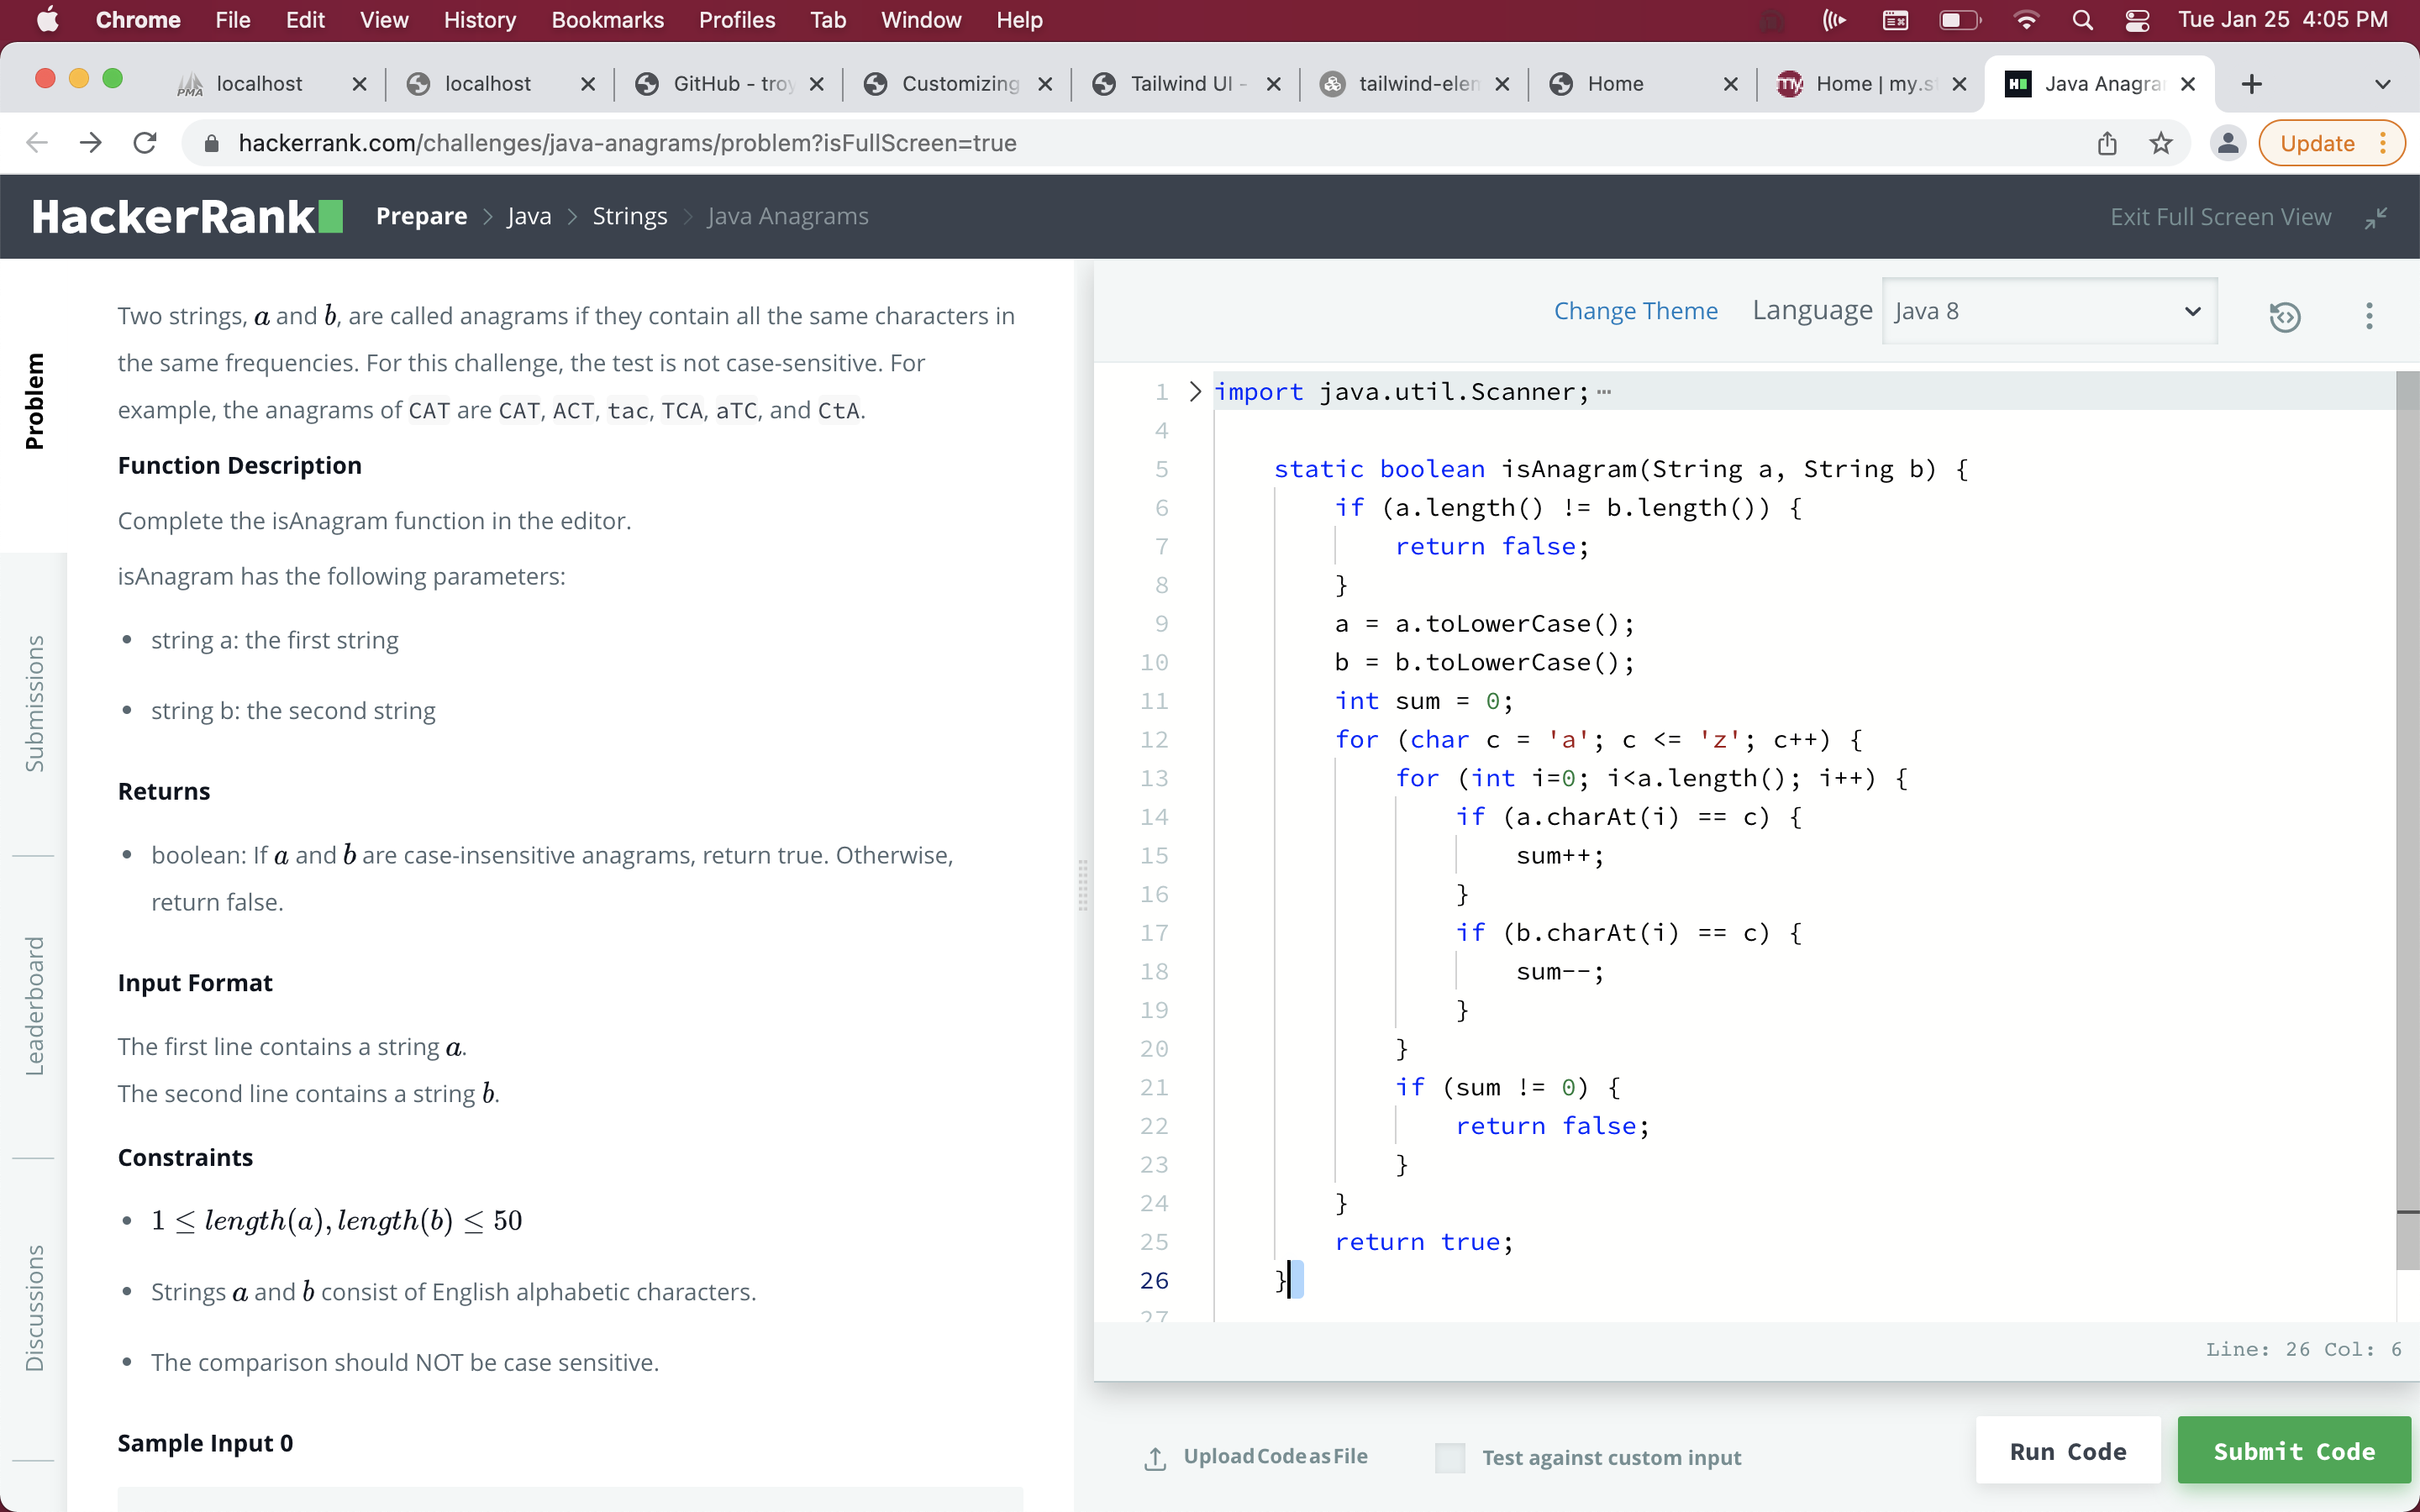 Chrome File Edit View History Bookmarks Profiles Tab Window Help Tue Jan 25 4:05 PM
PMA localhost localhost GitHub - troy Customizing Tailwind UI - tailwind-elem Home my Home | my.s H Java Anagra
hackerrank.com/challenges/java-anagrams/problem?isFullScreen=true Update
HackerRank Prepare > Java > Strings > Java Anagrams Exit Full Screen View
Problem
Submissions
Leaderboard
Discussions
Two strings, a and b, are called anagrams if they contain all the same characters in
the same frequencies. For this challenge, the test is not case-sensitive. For
example, the anagrams of CAT are CAT, ACT, tac, TCA, aTC, and CtA.
Function Description
Complete the isAnagram function in the editor.
isAnagram has the following parameters:
• string a: the first string
• string b: the second string
Returns
• boolean: If a and b are case-insensitive anagrams, return true. Otherwise,
return false.
Input Format
The first line contains a string a.
The second line contains a string b.
Constraints
• 1 ≤ length(a), length(b) ≤ 50
• Strings a and b consist of English alphabetic characters.
• The comparison should NOT be case sensitive.
Sample Input 0
Change Theme Language Java 8
1 import java.util.Scanner;
4
5 static boolean isAnagram(String a, String b) {
6 if (a.length() != b.length()) {
7 return false;
8 }
9 a = a.toLowerCase();
10 b = b.toLowerCase();
11 int sum = 0;
12 for (char c = 'a'; c <= 'z'; c++) {
13 for (int i=0; i<a.length(); i++) {
14 if (a.charAt(i) == c) {
15 sum++;
16 }
17 if (b.charAt(i) == c) {
18 sum--;
19 }
20 }
21 if (sum != 0) {
22 return false;
23 }
24 }
25 return true;
26 }
27
Line: 26 Col: 6
Upload Code as File Test against custom input Run Code Submit Code